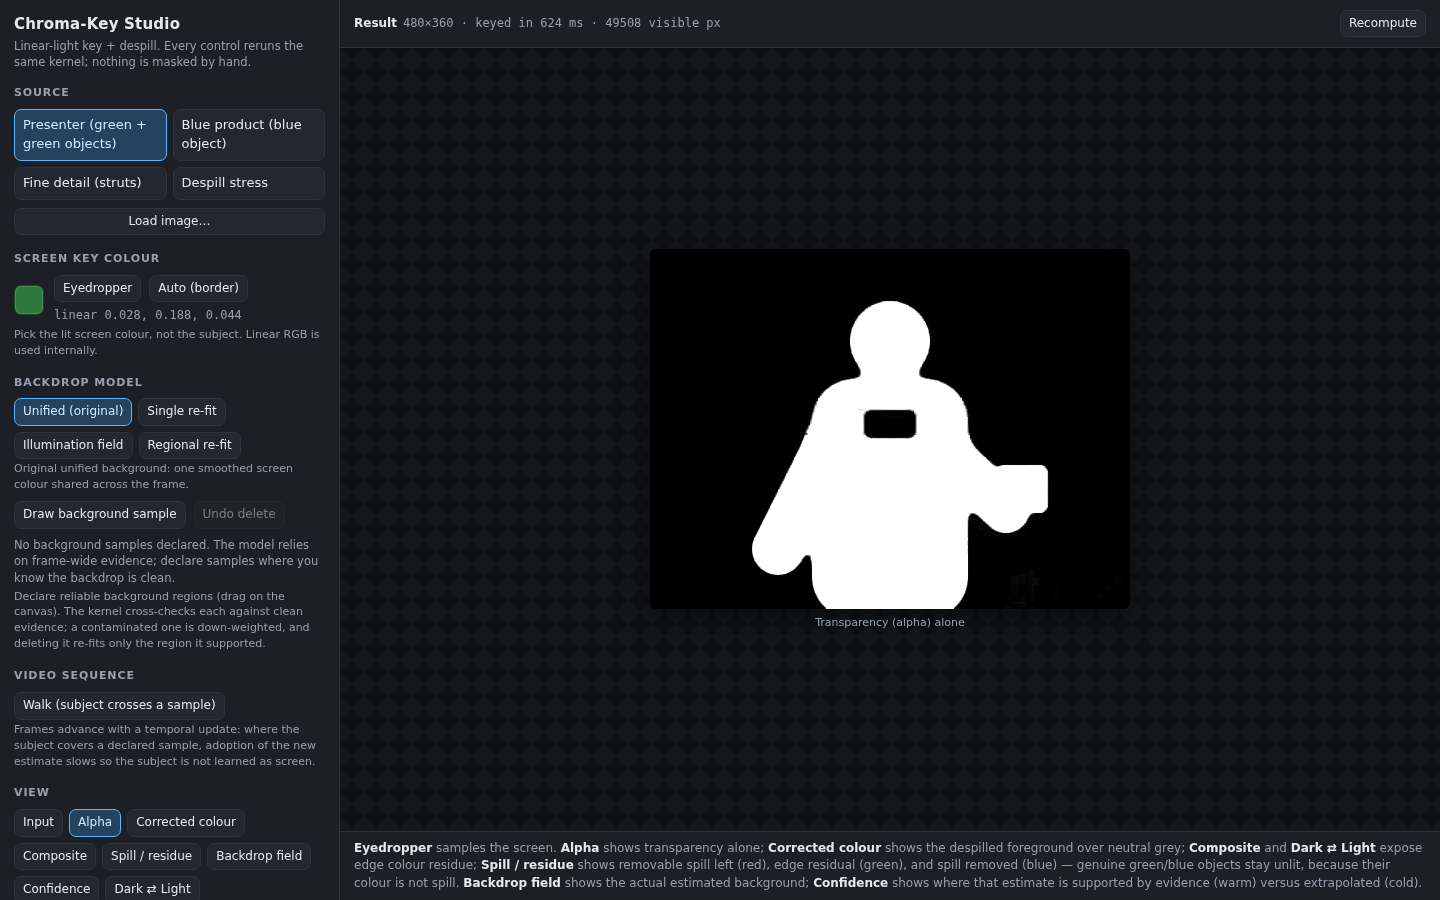 Chroma-Key Studio
Linear-light key + despill. Every control reruns the
same kernel; nothing is masked by hand.
SOURCE
Presenter (green +
green objects)
Blue product (blue
object)
Fine detail (struts)
Despill stress
Load image…
SCREEN KEY COLOUR
Eyedropper
Auto (border)
linear 0.028, 0.188, 0.044
Pick the lit screen colour, not the subject. Linear RGB is
used internally.
BACKDROP MODEL
Unified (original)
Single re-fit
Illumination field
Regional re-fit
Original unified background: one smoothed screen
colour shared across the frame.
Draw background sample
Undo delete
No background samples declared. The model relies
on frame-wide evidence; declare samples where you
know the backdrop is clean.
Declare reliable background regions (drag on the
canvas). The kernel cross-checks each against clean
evidence; a contaminated one is down-weighted, and
deleting it re-fits only the region it supported.
VIDEO SEQUENCE
Walk (subject crosses a sample)
Frames advance with a temporal update: where the
subject covers a declared sample, adoption of the new
estimate slows so the subject is not learned as screen.
VIEW
Input
Alpha
Corrected colour
Composite
Spill / residue
Backdrop field
Confidence
Dark ⇄ Light
Result 480×360 · keyed in 624 ms · 49508 visible px
Recompute
Transparency (alpha) alone
Eyedropper samples the screen. Alpha shows transparency alone; Corrected colour shows the despilled foreground over neutral grey; Composite and Dark ⇄ Light expose
edge colour residue; Spill / residue shows removable spill left (red), edge residual (green), and spill removed (blue) — genuine green/blue objects stay unlit, because their
colour is not spill. Backdrop field shows the actual estimated background; Confidence shows where that estimate is supported by evidence (warm) versus extrapolated (cold).